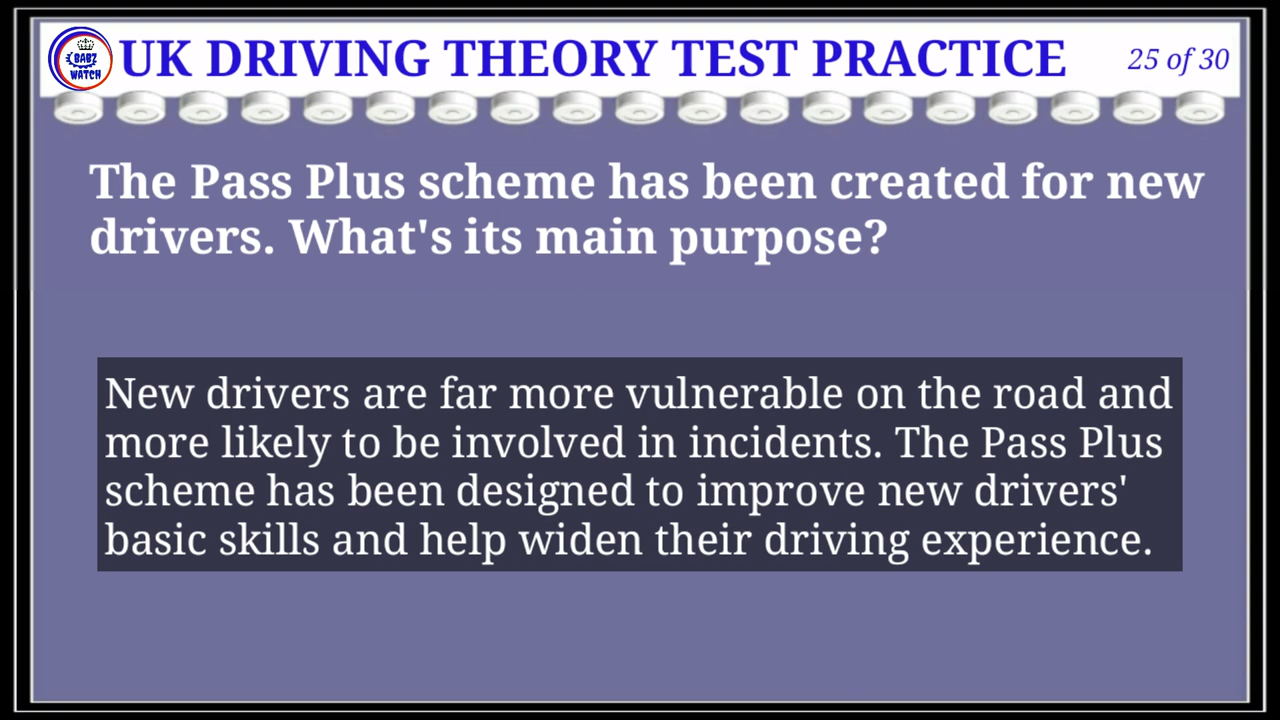 BABZ
WATCH
UK DRIVING THEORY TEST PRACTICE
25 of 30
The Pass Plus scheme has been created for new
drivers. What's its main purpose?
New drivers are far more vulnerable on the road and
more likely to be involved in incidents. The Pass Plus
scheme has been designed to improve new drivers'
basic skills and help widen their driving experience.